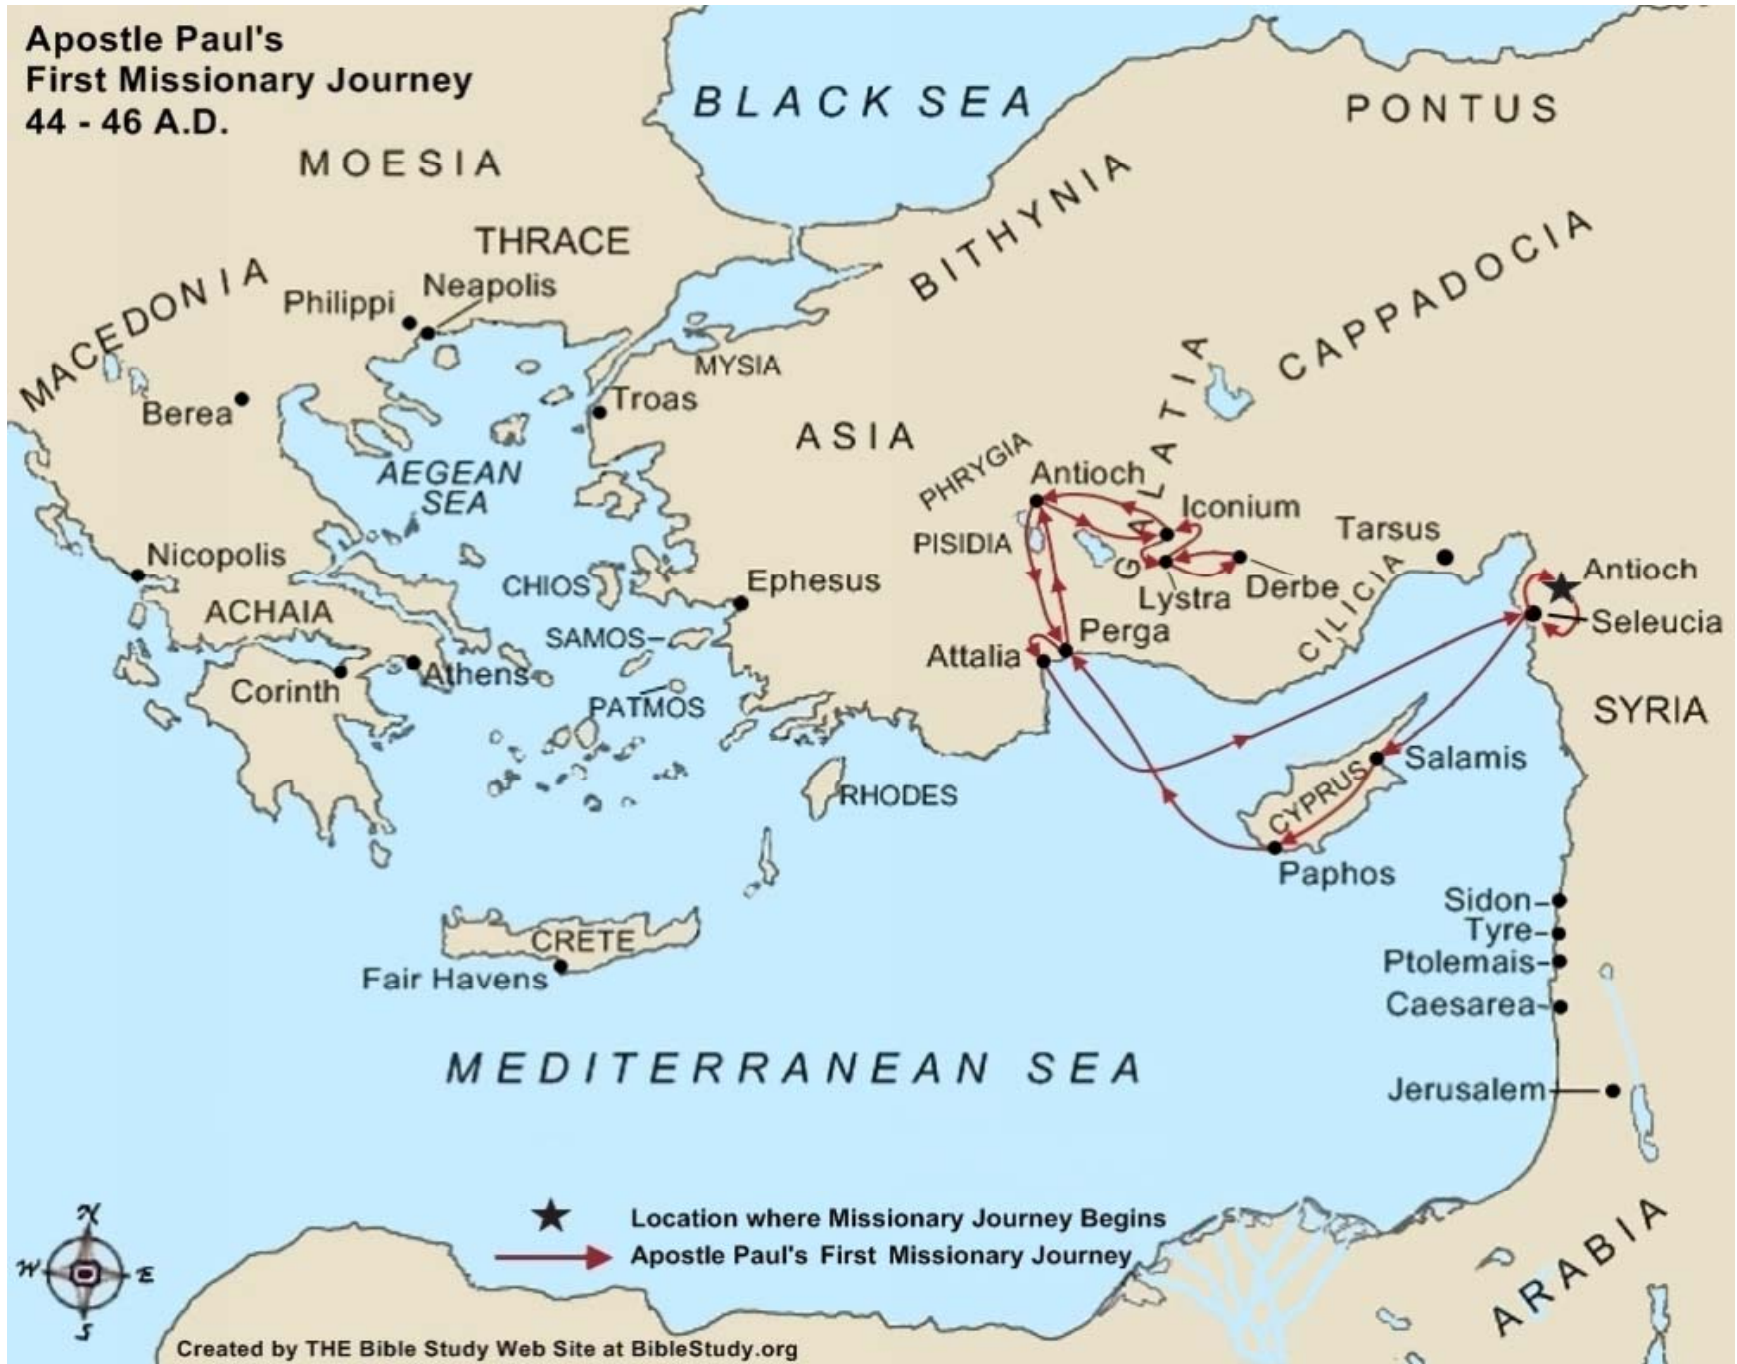 Apostle Paul's
First Missionary Journey
44 - 46 A.D.
BLACK SEA
PONTUS
MOESIA
THRACE
BITHYNIA
CAPPADOCIA
MACEDONIA
Neapolis
Philippi
MYSIA
Berea
Troas
ASIA
GALATIA
AEGEAN
SEA
PHRYGIA
Antioch
Iconium
Tarsus
PISIDIA
Nicopolis
CHIOS
Ephesus
Lystra
Derbe
CILICIA
Antioch
Seleucia
ACHAIA
SAMOS
Perga
Attalia
Corinth
Athens
PATMOS
SYRIA
RHODES
CYPRUS
Salamis
Paphos
CRETE
Fair Havens
Sidon
Tyre
Ptolemais
Caesarea
MEDITERRANEAN SEA
Jerusalem
N
W
E
S
Location where Missionary Journey Begins
Apostle Paul's First Missionary Journey
ARABIA
Created by THE Bible Study Web Site at BibleStudy.org